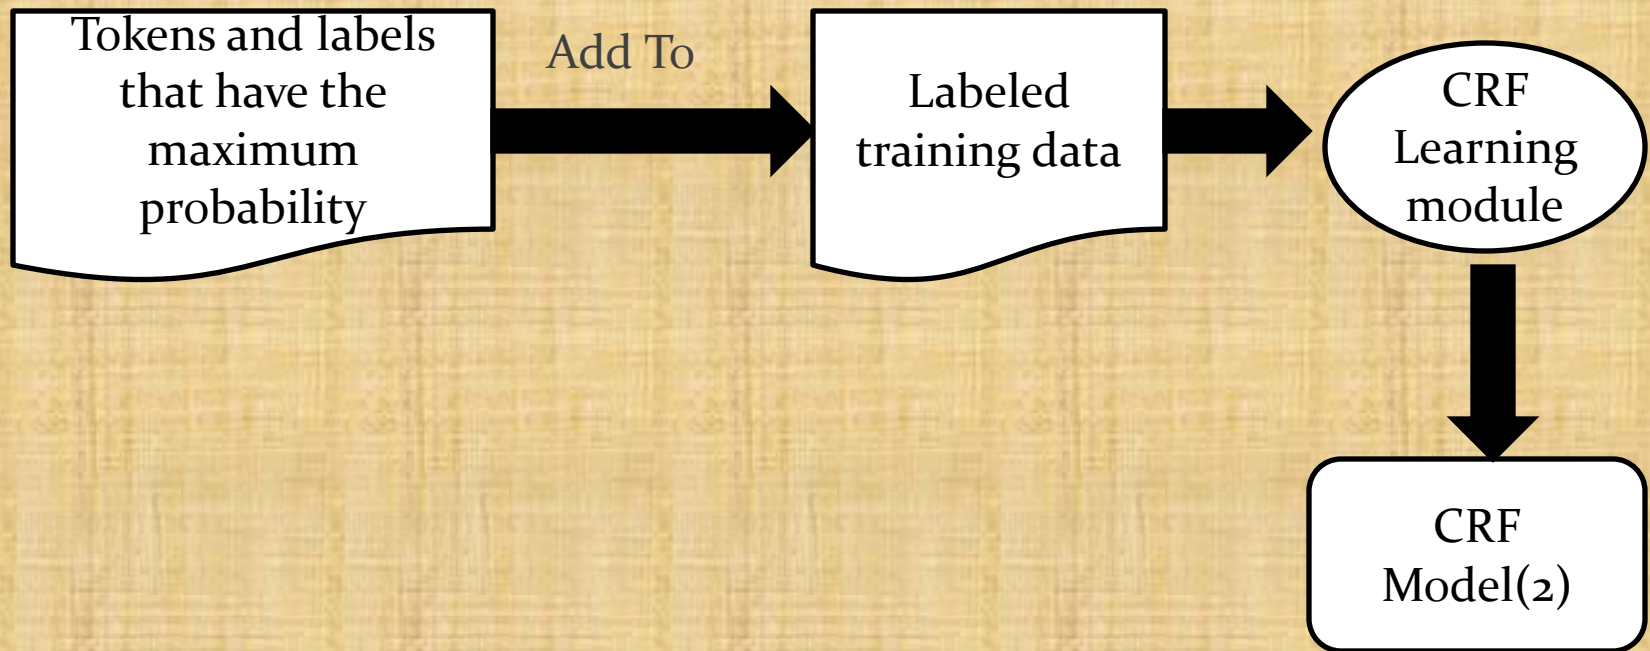 Tokens and labels
that have the
maximum
probability
Add To
Labeled
training data
CRF
Learning
module
CRF
Model(2)